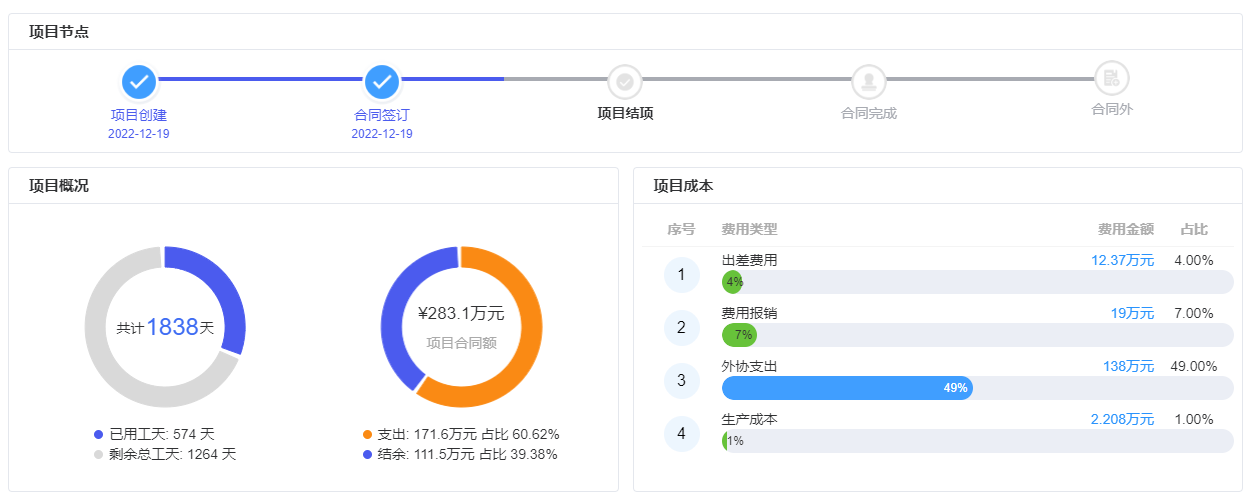 项目节点
项目创建
2022-12-19
合同签订
2022-12-19
项目结项
合同完成
合同外
项目概况
共计1838天
已用工天: 574 天
剩余总工天: 1264 天
¥283.1万元
项目合同额
支出: 171.6万元 占比 60.62%
结余: 111.5万元 占比 39.38%
项目成本
序号 费用类型 费用金额 占比
1 出差费用 12.37万元 4.00%
4%
2 费用报销 19万元 7.00%
7%
3 外协支出 138万元 49.00%
49%
4 生产成本 2.208万元 1.00%
1%